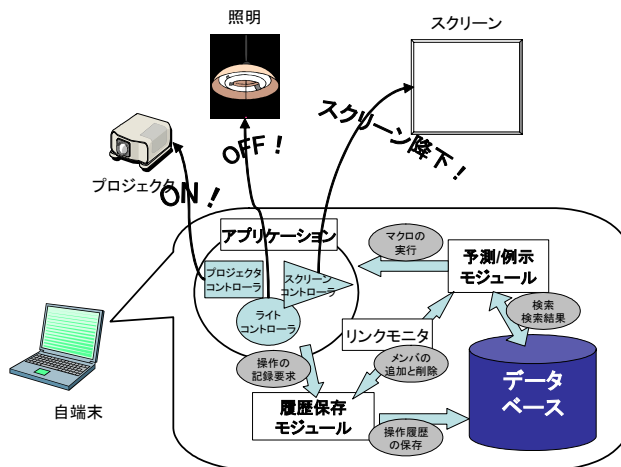 照明
スクリーン
プロジェクタ
ON！
OFF！
スクリーン降下！
アプリケーション
プロジェクタ
コントローラ
スクリーン
コントローラ
ライト
コントローラ
マクロの
実行
予測/例示
モジュール
検索
検索結果
リンクモニタ
操作の
記録要求
メンバの
追加と削除
履歴保存
モジュール
操作履歴
の保存
データ
ベース
自端末